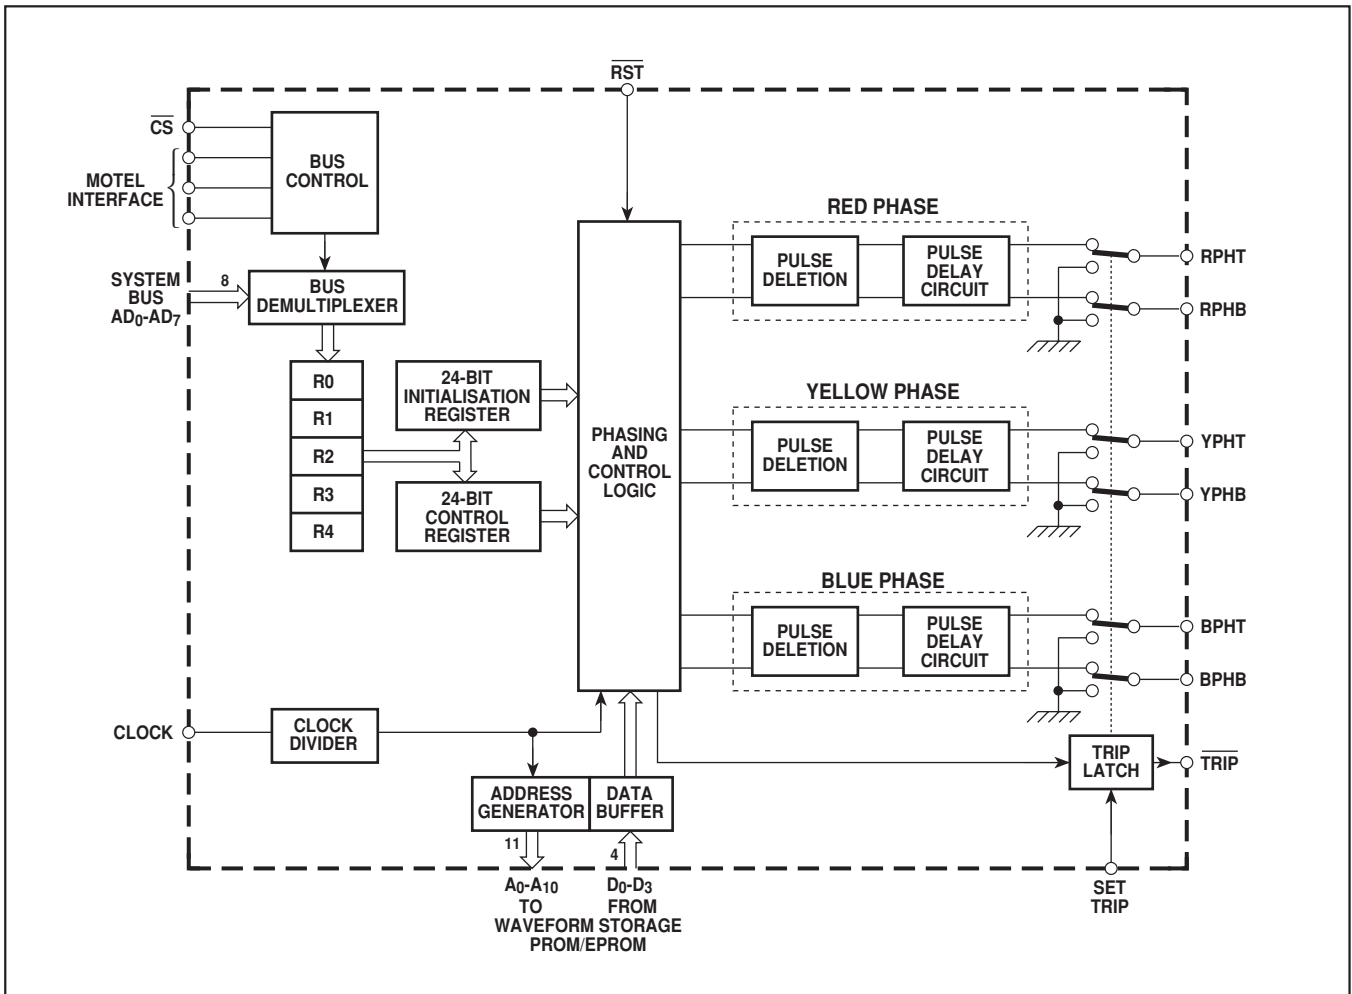 RST
CS
BUS
CONTROL
MOTEL
INTERFACE
SYSTEM
BUS
AD0-AD7
8
BUS
DEMULTIPLEXER
R0
R1
R2
R3
R4
24-BIT
INITIALISATION
REGISTER
24-BIT
CONTROL
REGISTER
PHASING
AND
CONTROL
LOGIC
RED PHASE
PULSE
DELETION
PULSE
DELAY
CIRCUIT
RPHT
RPHB
YELLOW PHASE
PULSE
DELETION
PULSE
DELAY
CIRCUIT
YPHT
YPHB
BLUE PHASE
PULSE
DELETION
PULSE
DELAY
CIRCUIT
BPHT
BPHB
CLOCK
CLOCK
DIVIDER
ADDRESS
GENERATOR
DATA
BUFFER
TRIP
LATCH
TRIP
11
4
A0-A10
TO
D0-D3
FROM
WAVEFORM STORAGE
PROM/EPROM
SET
TRIP